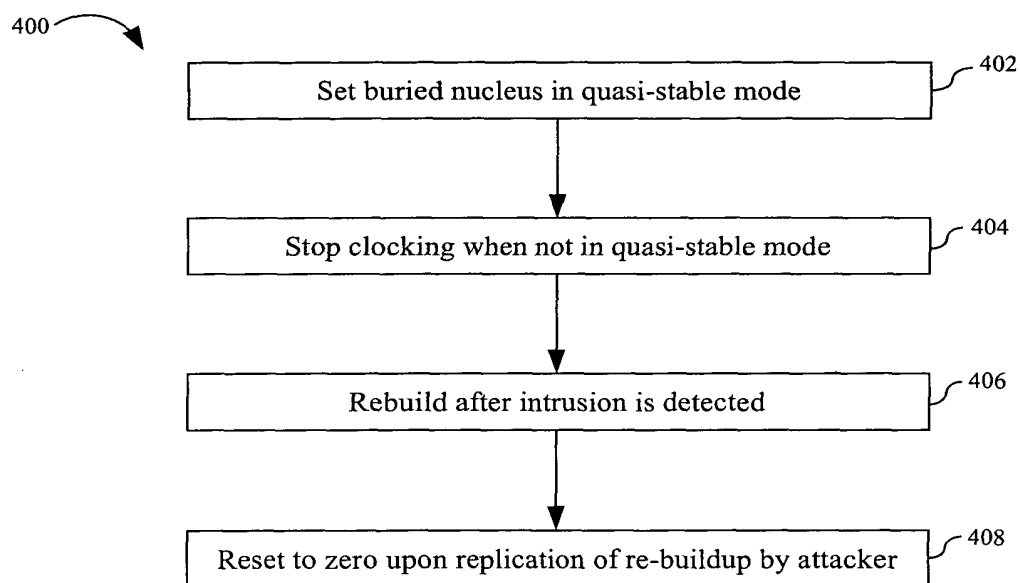 400
402
Set buried nucleus in quasi-stable mode
404
Stop clocking when not in quasi-stable mode
406
Rebuild after intrusion is detected
408
Reset to zero upon replication of re-buildup by attacker